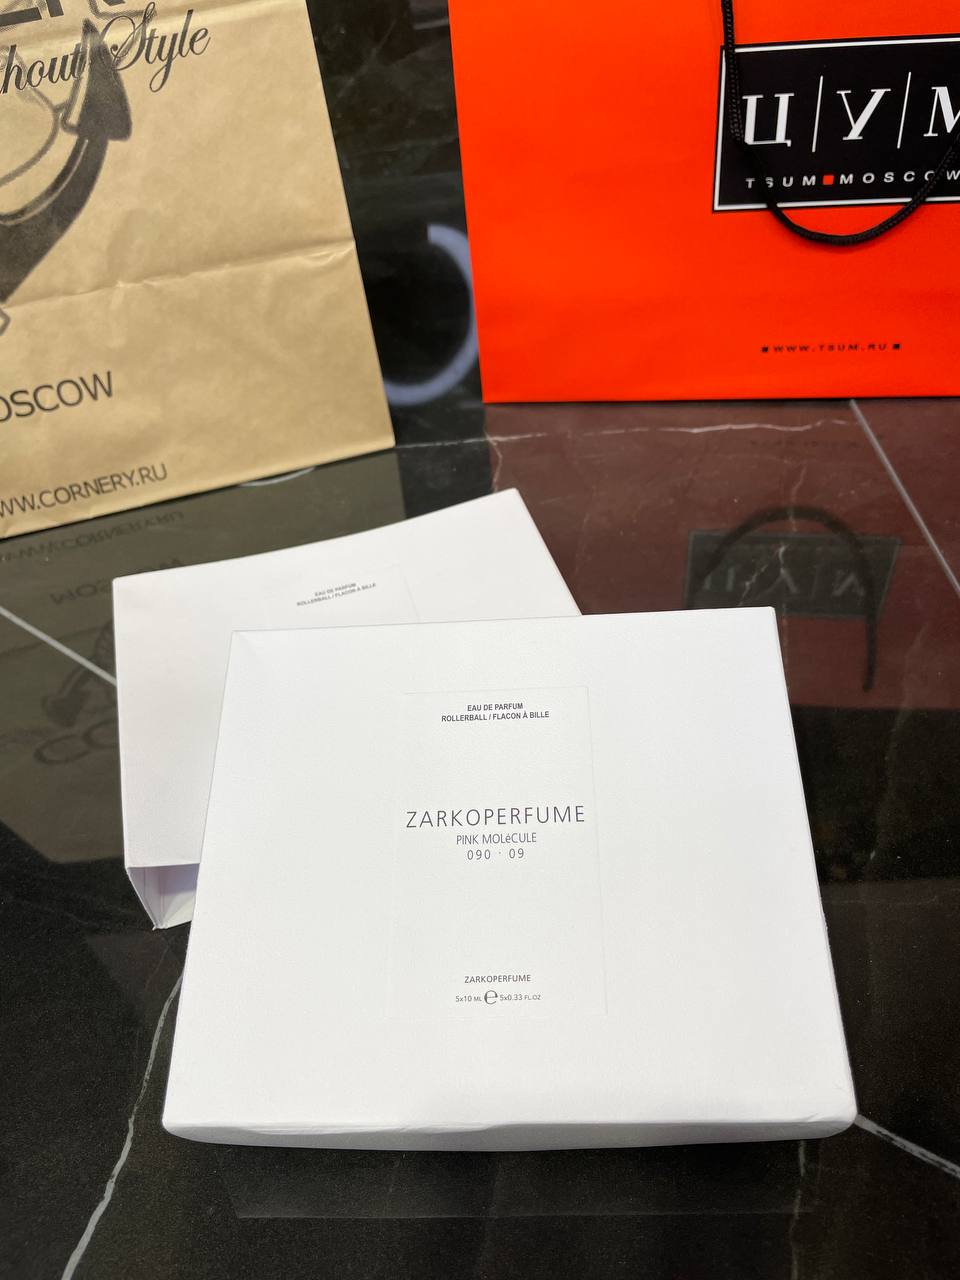 Style
MOSCOW
WWW.CORNERY.RU
Ц|У|М
TSUM■MOSCOW
■WWW.TSUM.RU■
EAU DE PARFUM
ROLLERBALL / FLACON À BILLE
EAU DE PARFUM
ROLLERBALL / FLACON À BILLE
ZARKOPERFUME
PINK MOLéCULE
090 · 09
ZARKOPERFUME
5x10 ML ℮ 5x0.33 FL.OZ